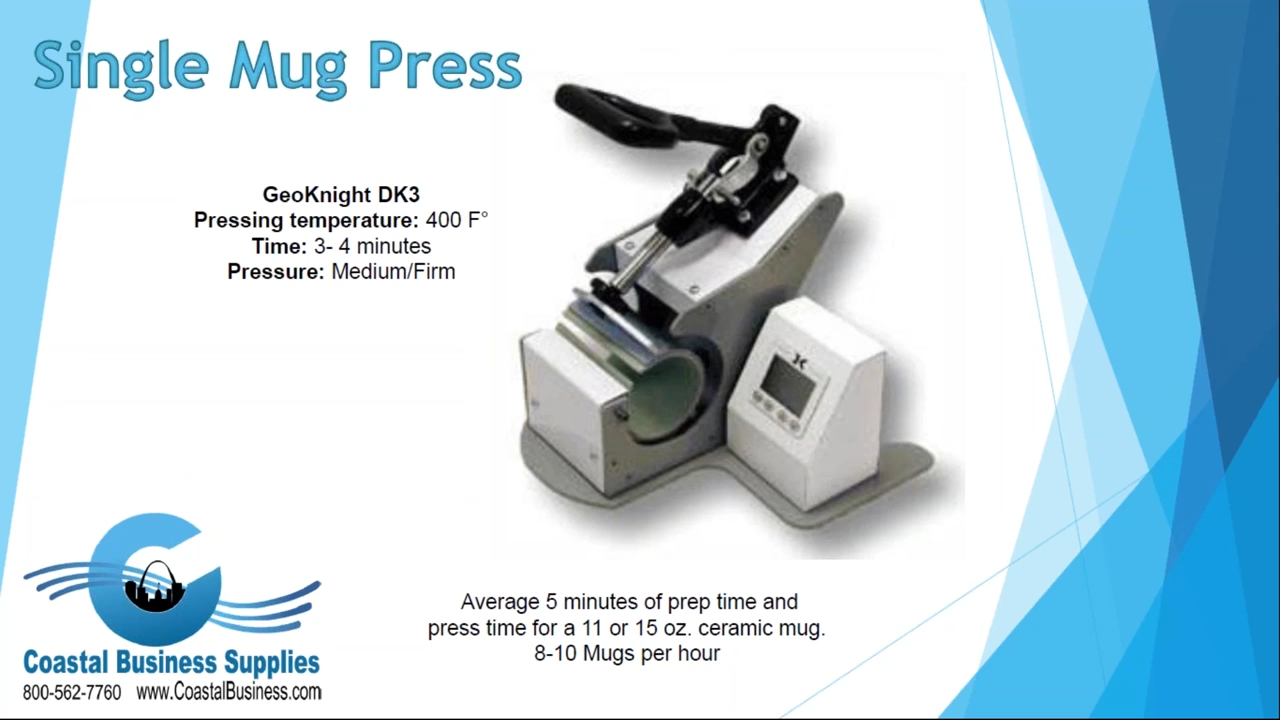 Single Mug Press
GeoKnight DK3
Pressing temperature: 400 F°
Time: 3- 4 minutes
Pressure: Medium/Firm
Average 5 minutes of prep time and
press time for a 11 or 15 oz. ceramic mug.
8-10 Mugs per hour
Coastal Business Supplies
800-562-7760 www.CoastalBusiness.com